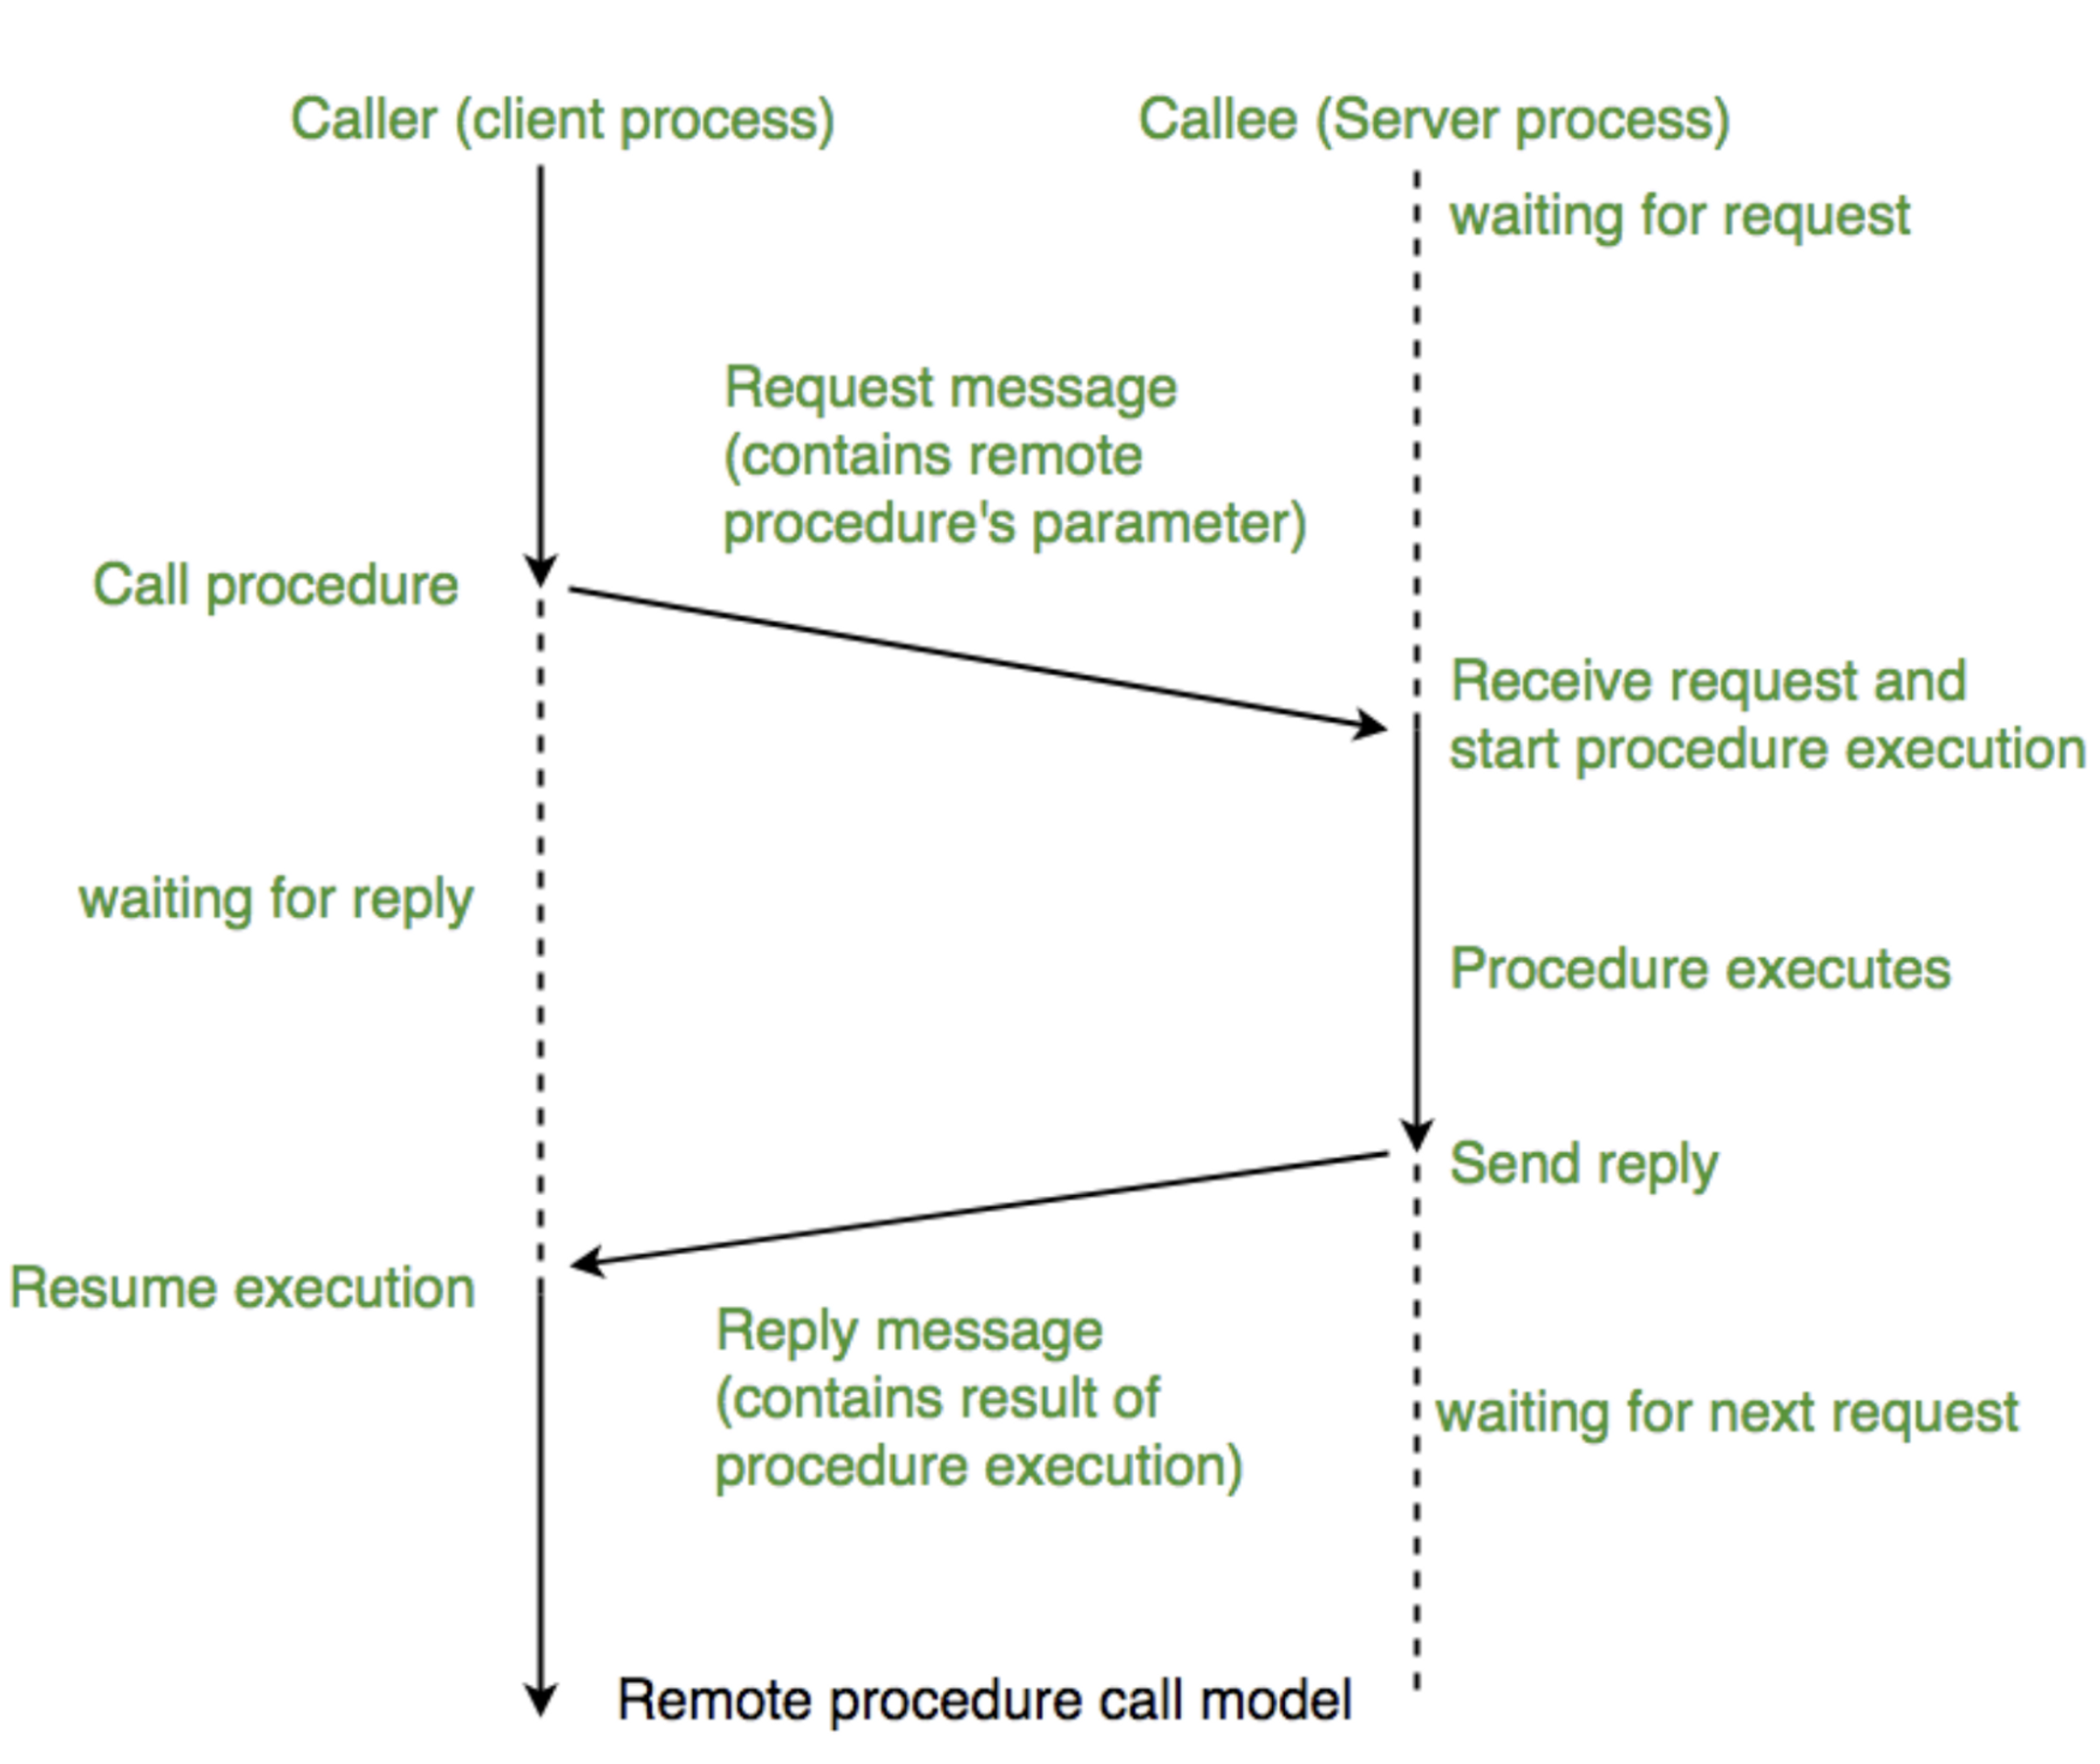 Caller (client process)
Callee (Server process)
waiting for request
Request message
(contains remote
procedure's parameter)
Call procedure
Receive request and
start procedure execution
waiting for reply
Procedure executes
Send reply
Resume execution
Reply message
(contains result of
procedure execution)
waiting for next request
Remote procedure call model